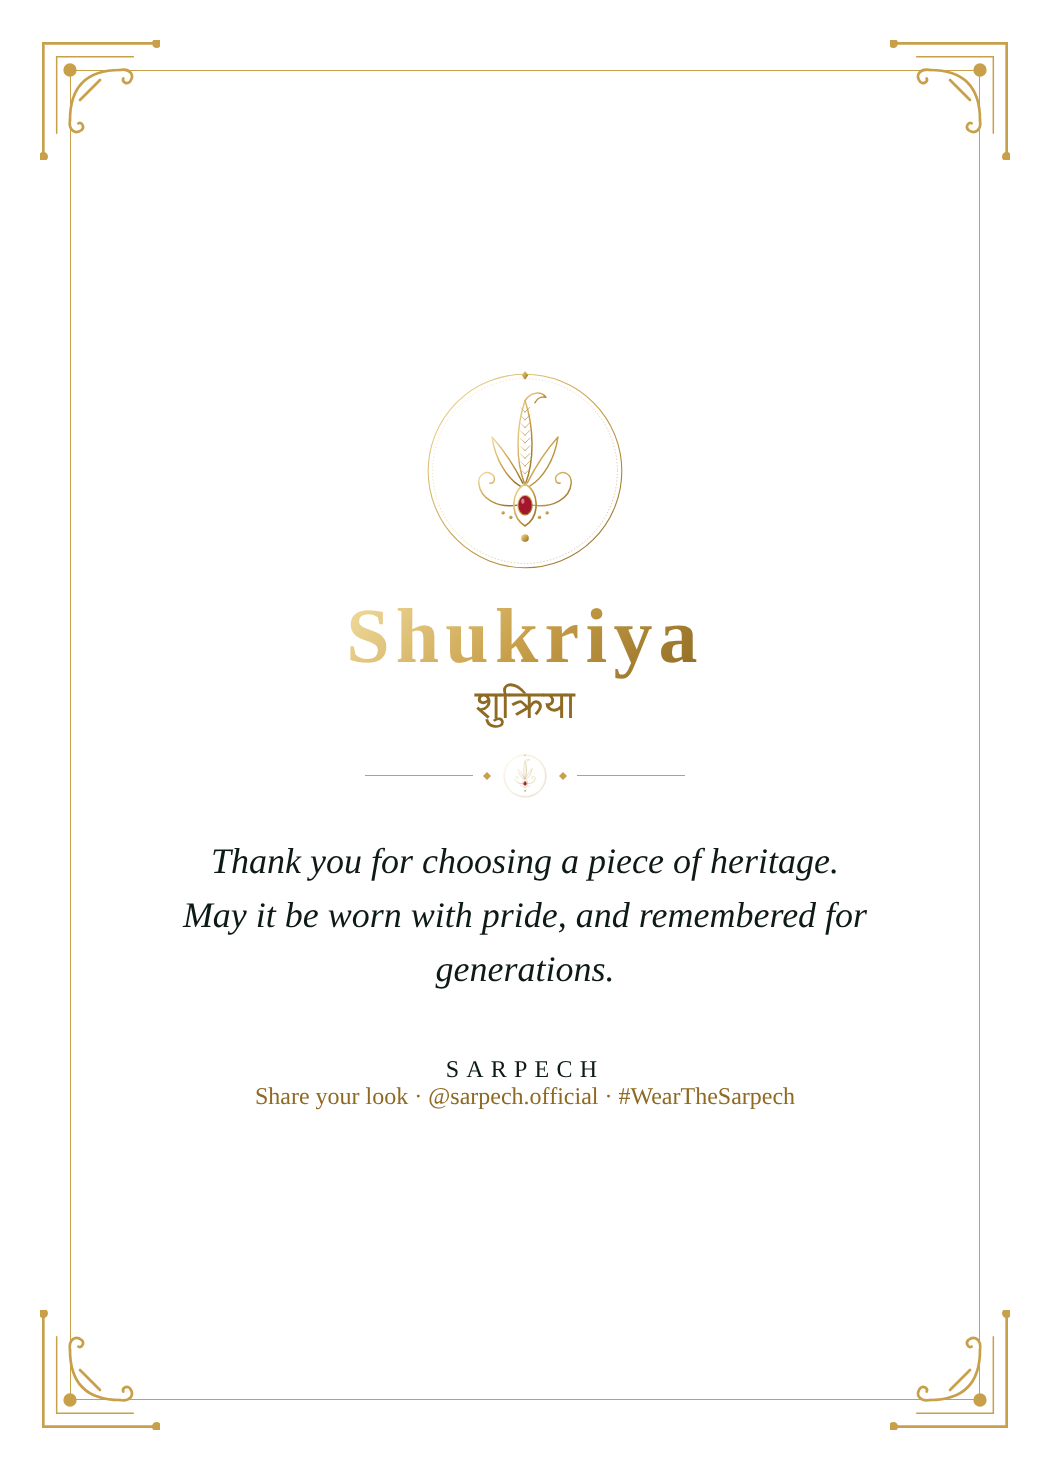 Shukriya
शुक्रिया
Thank you for choosing a piece of heritage.
May it be worn with pride, and remembered for
generations.
SARPECH
Share your look · @sarpech.official · #WearTheSarpech